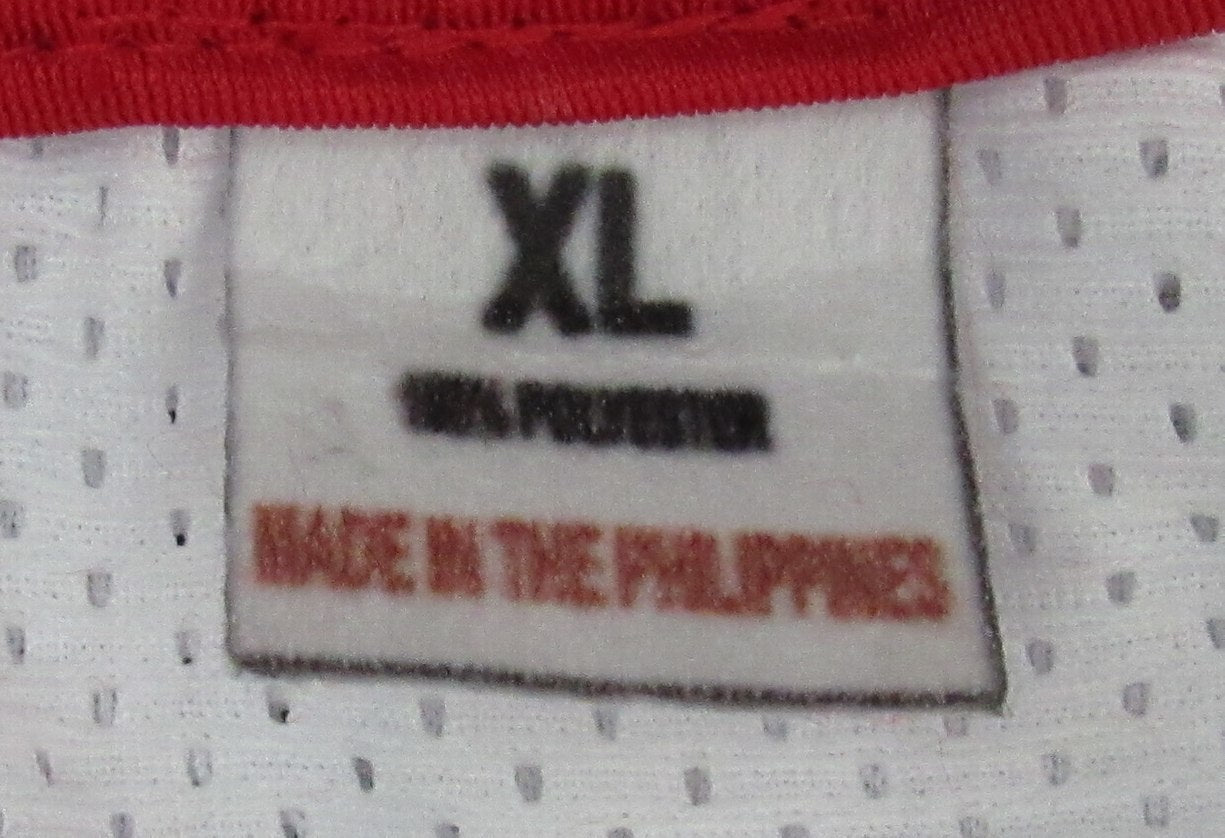 XL
100% POLYESTER
MADE IN THE PHILIPPINES